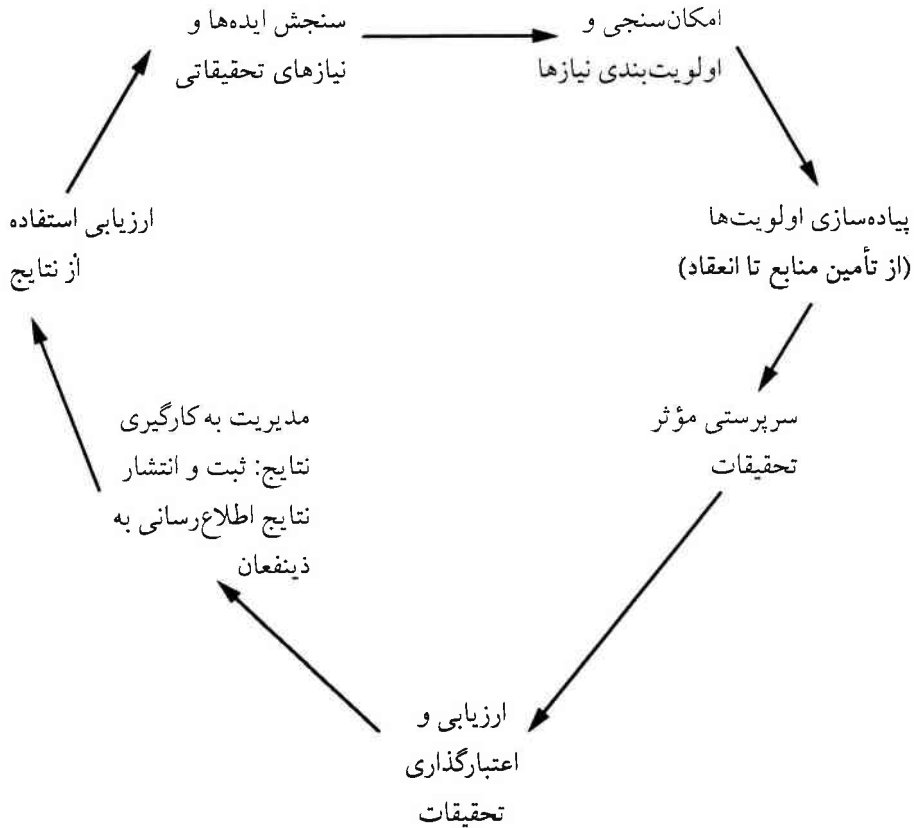 سنجش ایده‌ها و
نیازهای تحقیقاتی
امکان‌سنجی و
اولویت‌بندی نیازها
پیاده‌سازی اولویت‌ها
(از تأمین منابع تا انعقاد)
سرپرستی مؤثر
تحقیقات
ارزیابی و
اعتبارگذاری
تحقیقات
مدیریت به کارگیری
نتایج: ثبت و انتشار
نتایج اطلاع‌رسانی به
ذینفعان
ارزیابی استفاده
از نتایج